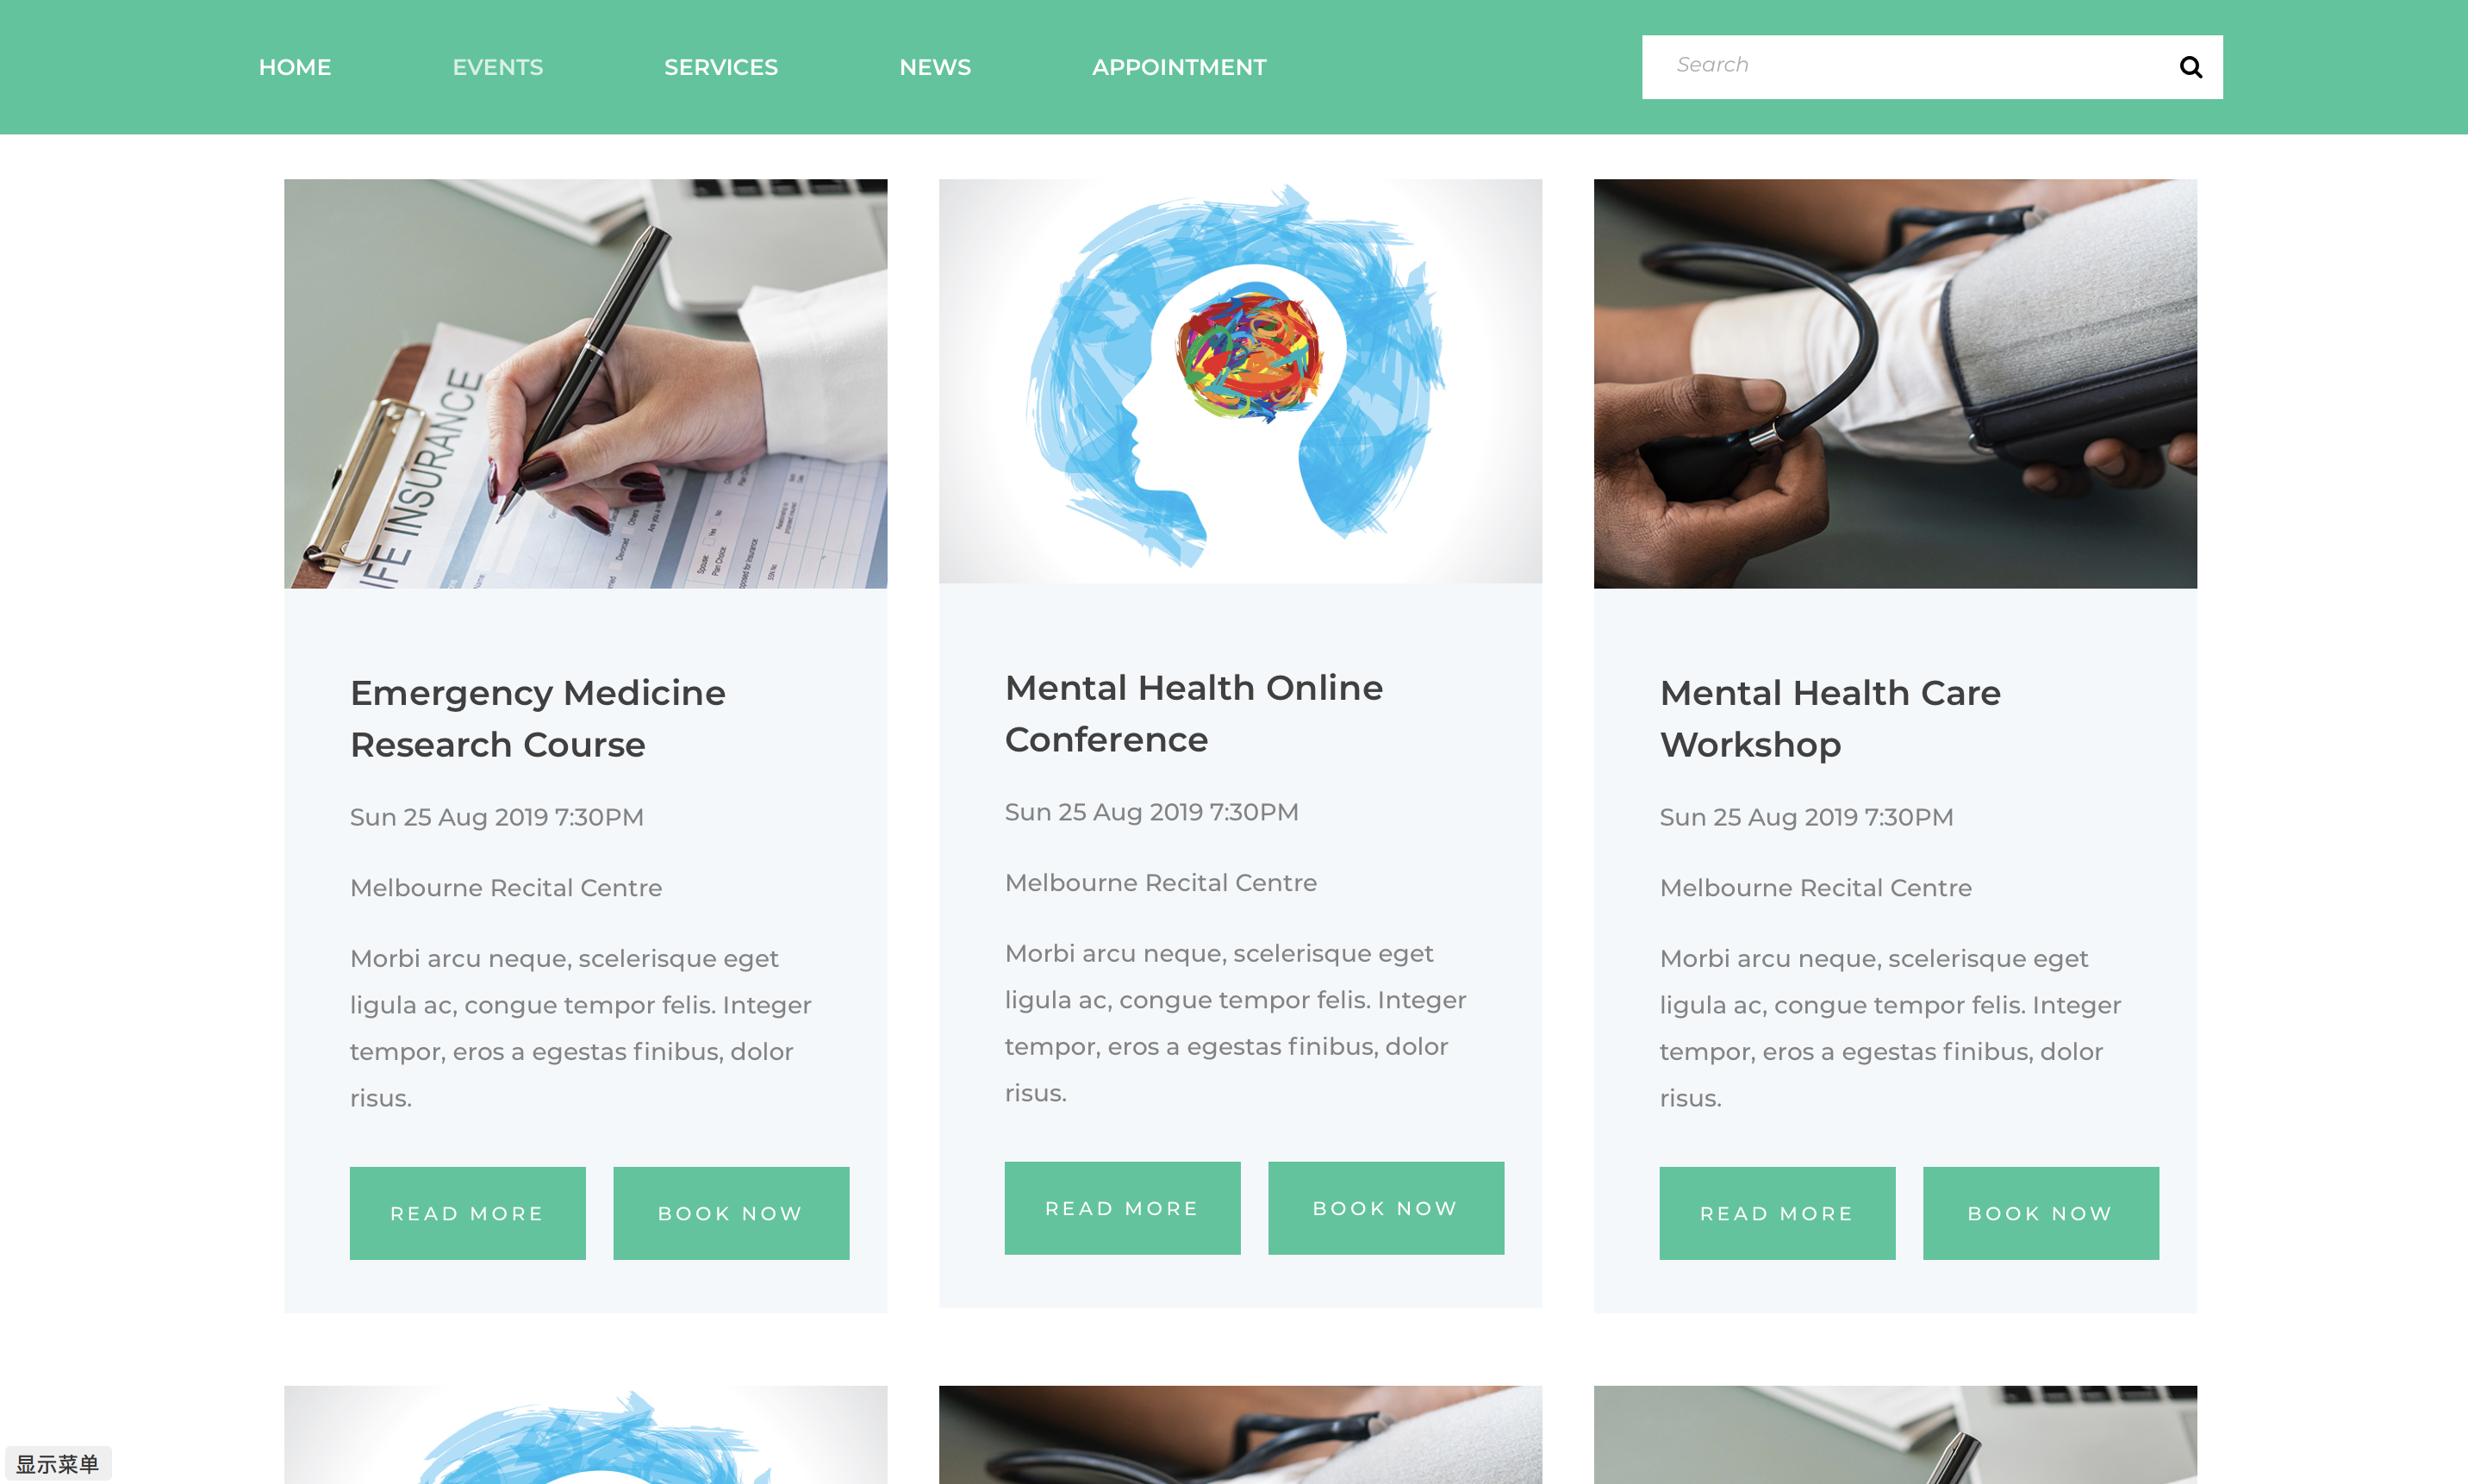 HOME EVENTS SERVICES NEWS APPOINTMENT Search
LIFE INSURANCE
Emergency Medicine
Research Course
Sun 25 Aug 2019 7:30PM
Melbourne Recital Centre
Morbi arcu neque, scelerisque eget
ligula ac, congue tempor felis. Integer
tempor, eros a egestas finibus, dolor
risus.
READ MORE BOOK NOW
Mental Health Online
Conference
Sun 25 Aug 2019 7:30PM
Melbourne Recital Centre
Morbi arcu neque, scelerisque eget
ligula ac, congue tempor felis. Integer
tempor, eros a egestas finibus, dolor
risus.
READ MORE BOOK NOW
Mental Health Care
Workshop
Sun 25 Aug 2019 7:30PM
Melbourne Recital Centre
Morbi arcu neque, scelerisque eget
ligula ac, congue tempor felis. Integer
tempor, eros a egestas finibus, dolor
risus.
READ MORE BOOK NOW
显示菜单